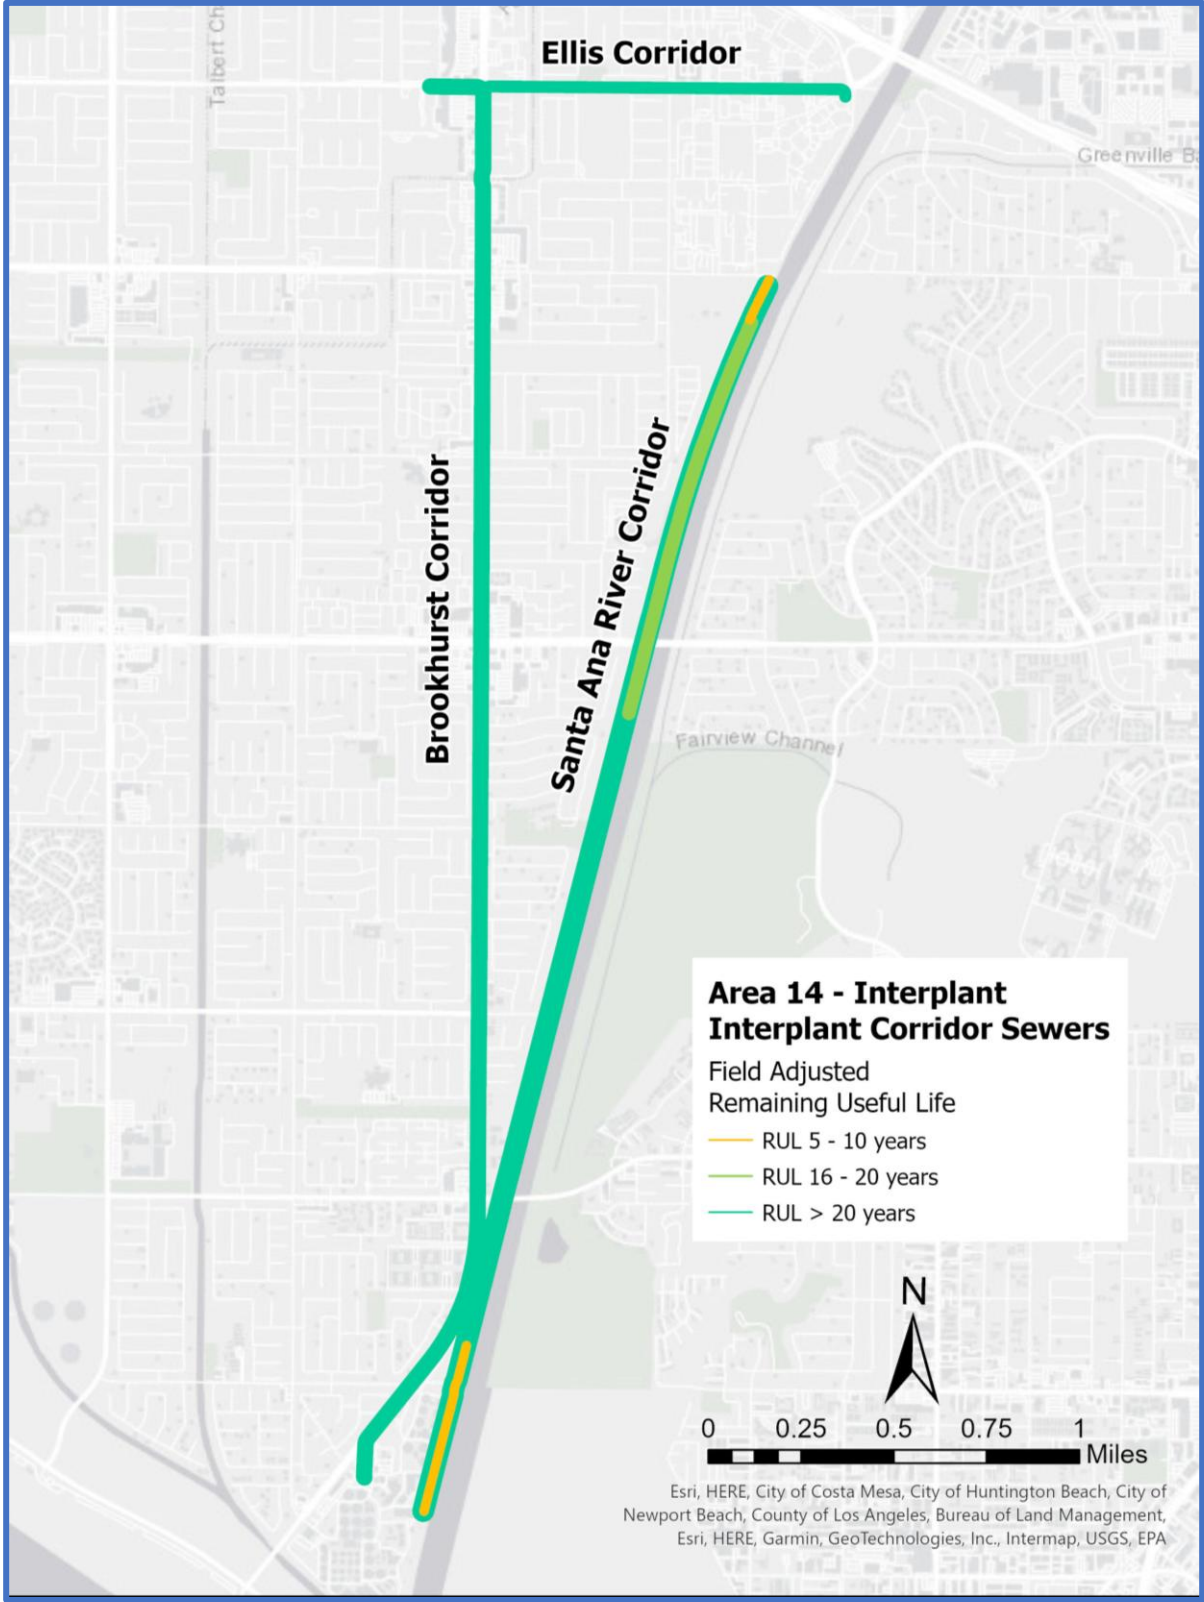 Ellis Corridor
Talbert Ch
Greenville B
Brookhurst Corridor
Santa Ana River Corridor
Fairview Channel
Area 14 - Interplant
Interplant Corridor Sewers
Field Adjusted
Remaining Useful Life
RUL 5 - 10 years
RUL 16 - 20 years
RUL > 20 years
N
0 0.25 0.5 0.75 1
Miles
Esri, HERE, City of Costa Mesa, City of Huntington Beach, City of
Newport Beach, County of Los Angeles, Bureau of Land Management,
Esri, HERE, Garmin, GeoTechnologies, Inc., Intermap, USGS, EPA